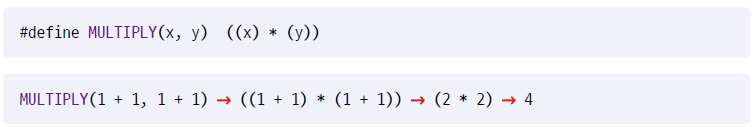 #define MULTIPLY(x, y)  ((x) * (y))
MULTIPLY(1 + 1, 1 + 1) → ((1 + 1) * (1 + 1)) → (2 * 2) → 4